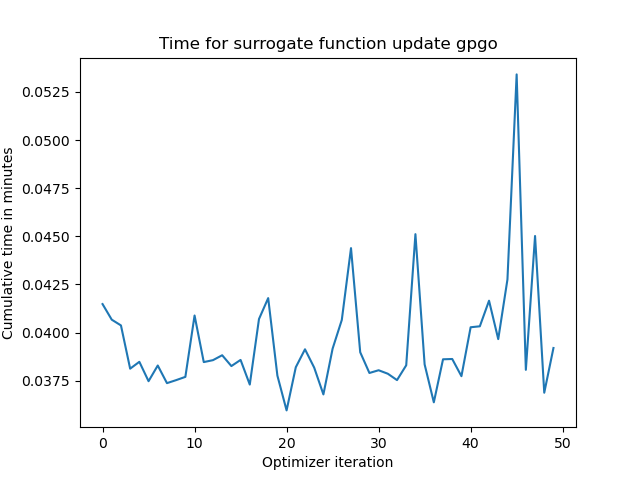 Time for surrogate function update gpgo
Cumulative time in minutes
0.0525
0.0500
0.0475
0.0450
0.0425
0.0400
0.0375
0 10 20 30 40 50
Optimizer iteration